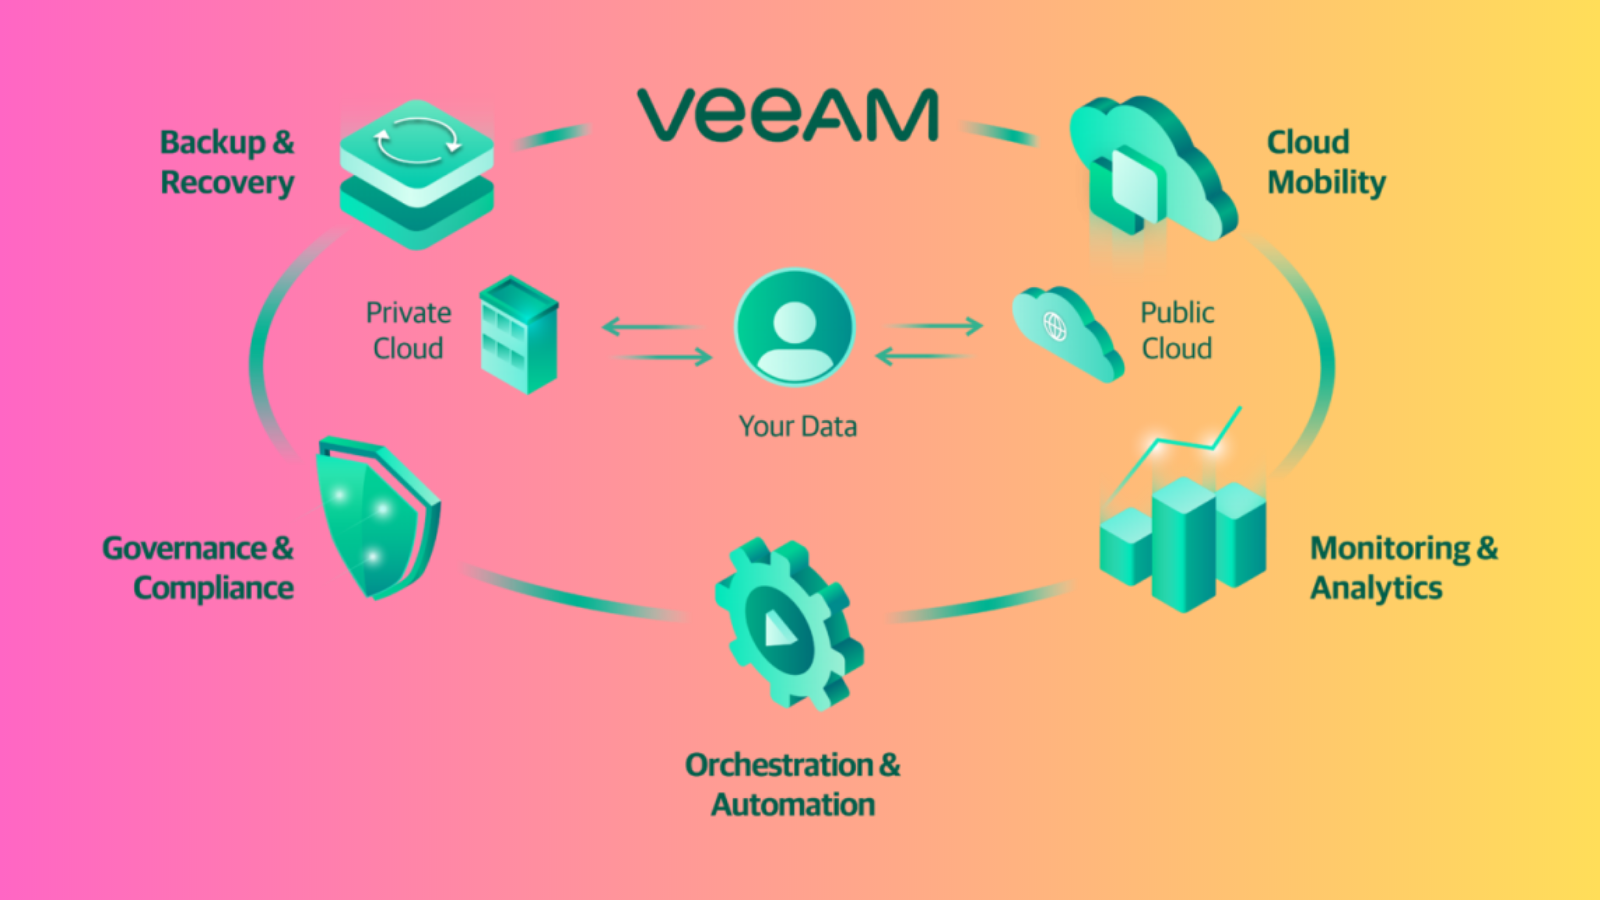 veeAM
Backup &
Recovery
Cloud
Mobility
Private
Cloud
Public
Cloud
Your Data
Governance &
Compliance
Monitoring &
Analytics
Orchestration &
Automation